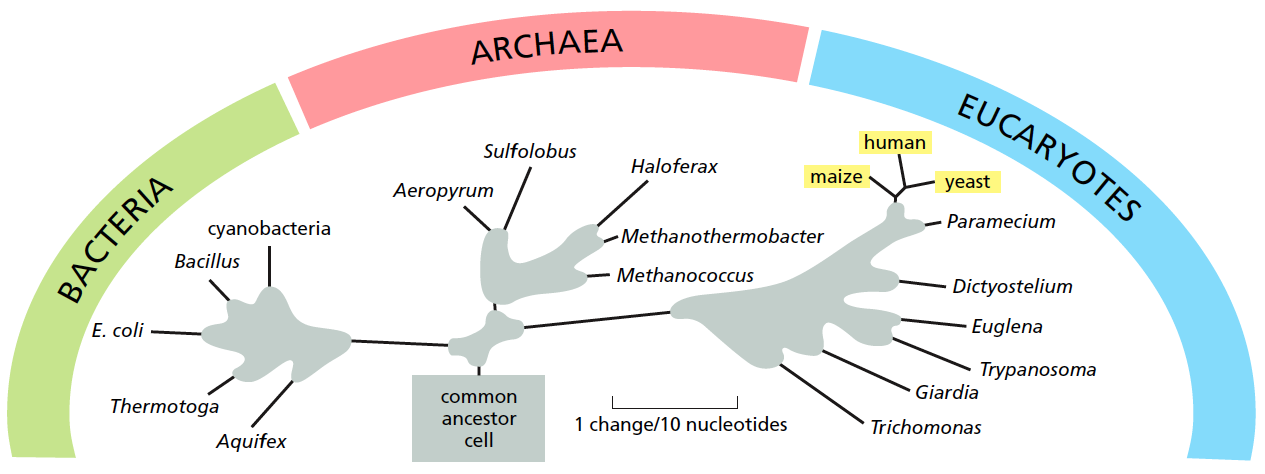 BACTERIA
ARCHAEA
EUCARYOTES
cyanobacteria
Bacillus
E. coli
Thermotoga
Aquifex
Aeropyrum
Sulfolobus
Haloferax
Methanothermobacter
Methanococcus
common
ancestor
cell
1 change/10 nucleotides
human
maize
yeast
Paramecium
Dictyostelium
Euglena
Trypanosoma
Giardia
Trichomonas